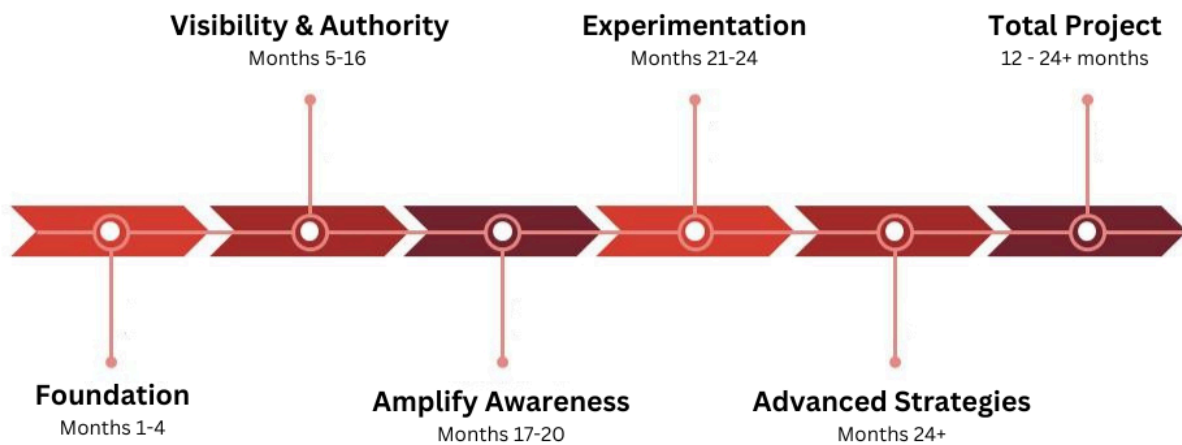 Visibility & Authority
Months 5-16
Experimentation
Months 21-24
Total Project
12 - 24+ months
Foundation
Months 1-4
Amplify Awareness
Months 17-20
Advanced Strategies
Months 24+